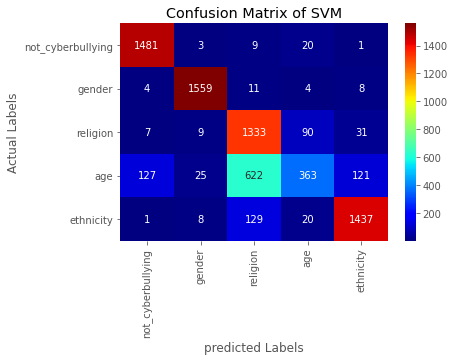 Confusion Matrix of SVM
not_cyberbullying 1481 3 9 20 1
gender 4 1559 11 4 8
religion 7 9 1333 90 31
age 127 25 622 363 121
ethnicity 1 8 129 20 1437
not_cyberbullying gender religion age ethnicity
predicted Labels
Actual Labels
1400
1200
1000
800
600
400
200